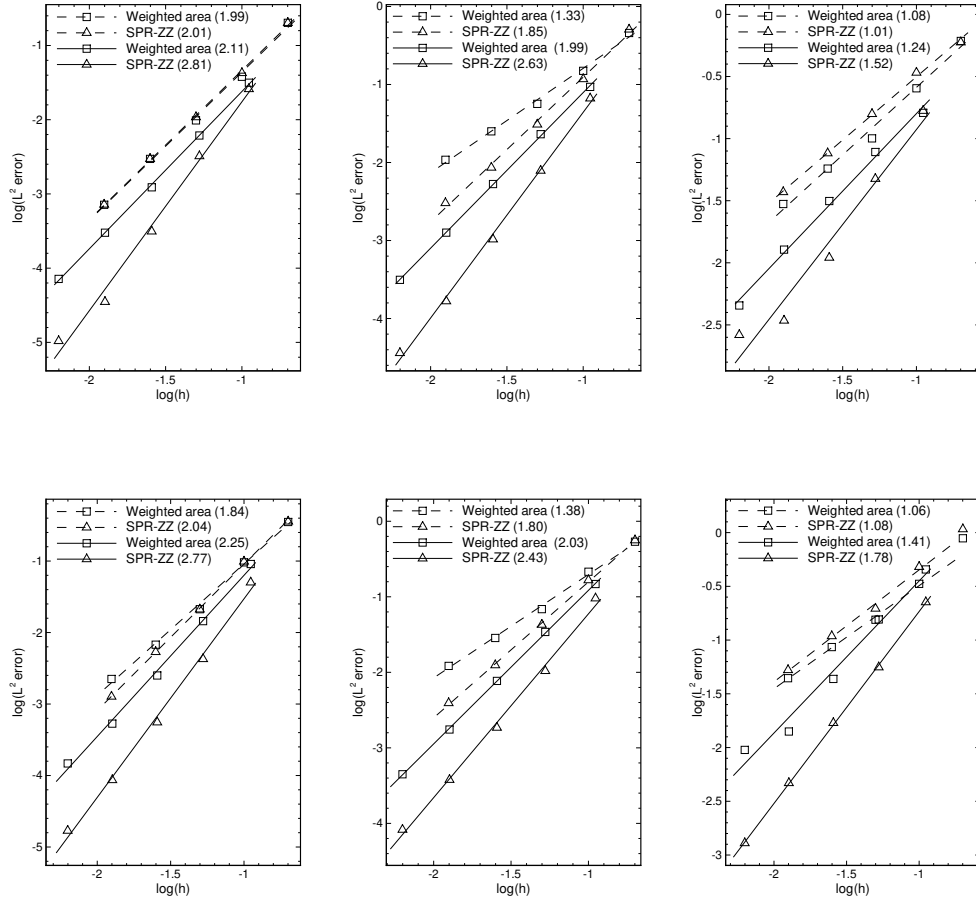 Weighted area (1.99)
SPR-ZZ (2.01)
Weighted area (2.11)
SPR-ZZ (2.81)
-1
-2
-3
-4
-5
log(L² error)
-2
-1.5
-1
log(h)
Weighted area (1.33)
SPR-ZZ (1.85)
Weighted area (1.99)
SPR-ZZ (2.63)
0
-1
-2
-3
-4
log(L² error)
-2
-1.5
-1
log(h)
Weighted area (1.08)
SPR-ZZ (1.01)
Weighted area (1.24)
SPR-ZZ (1.52)
0
-0.5
-1
-1.5
-2
-2.5
log(L² error)
-2
-1.5
-1
log(h)
Weighted area (1.84)
SPR-ZZ (2.04)
Weighted area (2.25)
SPR-ZZ (2.77)
-1
-2
-3
-4
-5
log(L² error)
-2
-1.5
-1
log(h)
Weighted area (1.38)
SPR-ZZ (1.80)
Weighted area (2.03)
SPR-ZZ (2.43)
0
-1
-2
-3
-4
log(L² error)
-2
-1.5
-1
log(h)
Weighted area (1.06)
SPR-ZZ (1.08)
Weighted area (1.41)
SPR-ZZ (1.78)
0
-0.5
-1
-1.5
-2
-2.5
-3
log(L² error)
-2
-1.5
-1
log(h)